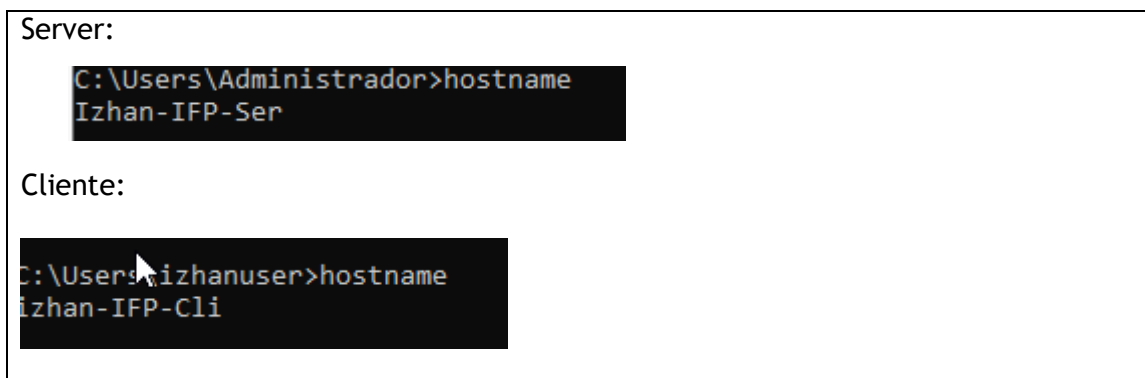 Server:
C:\Users\Administrador>hostname
Izhan-IFP-Ser
Cliente:
C:\Users\izhanuser>hostname
izhan-IFP-Cli